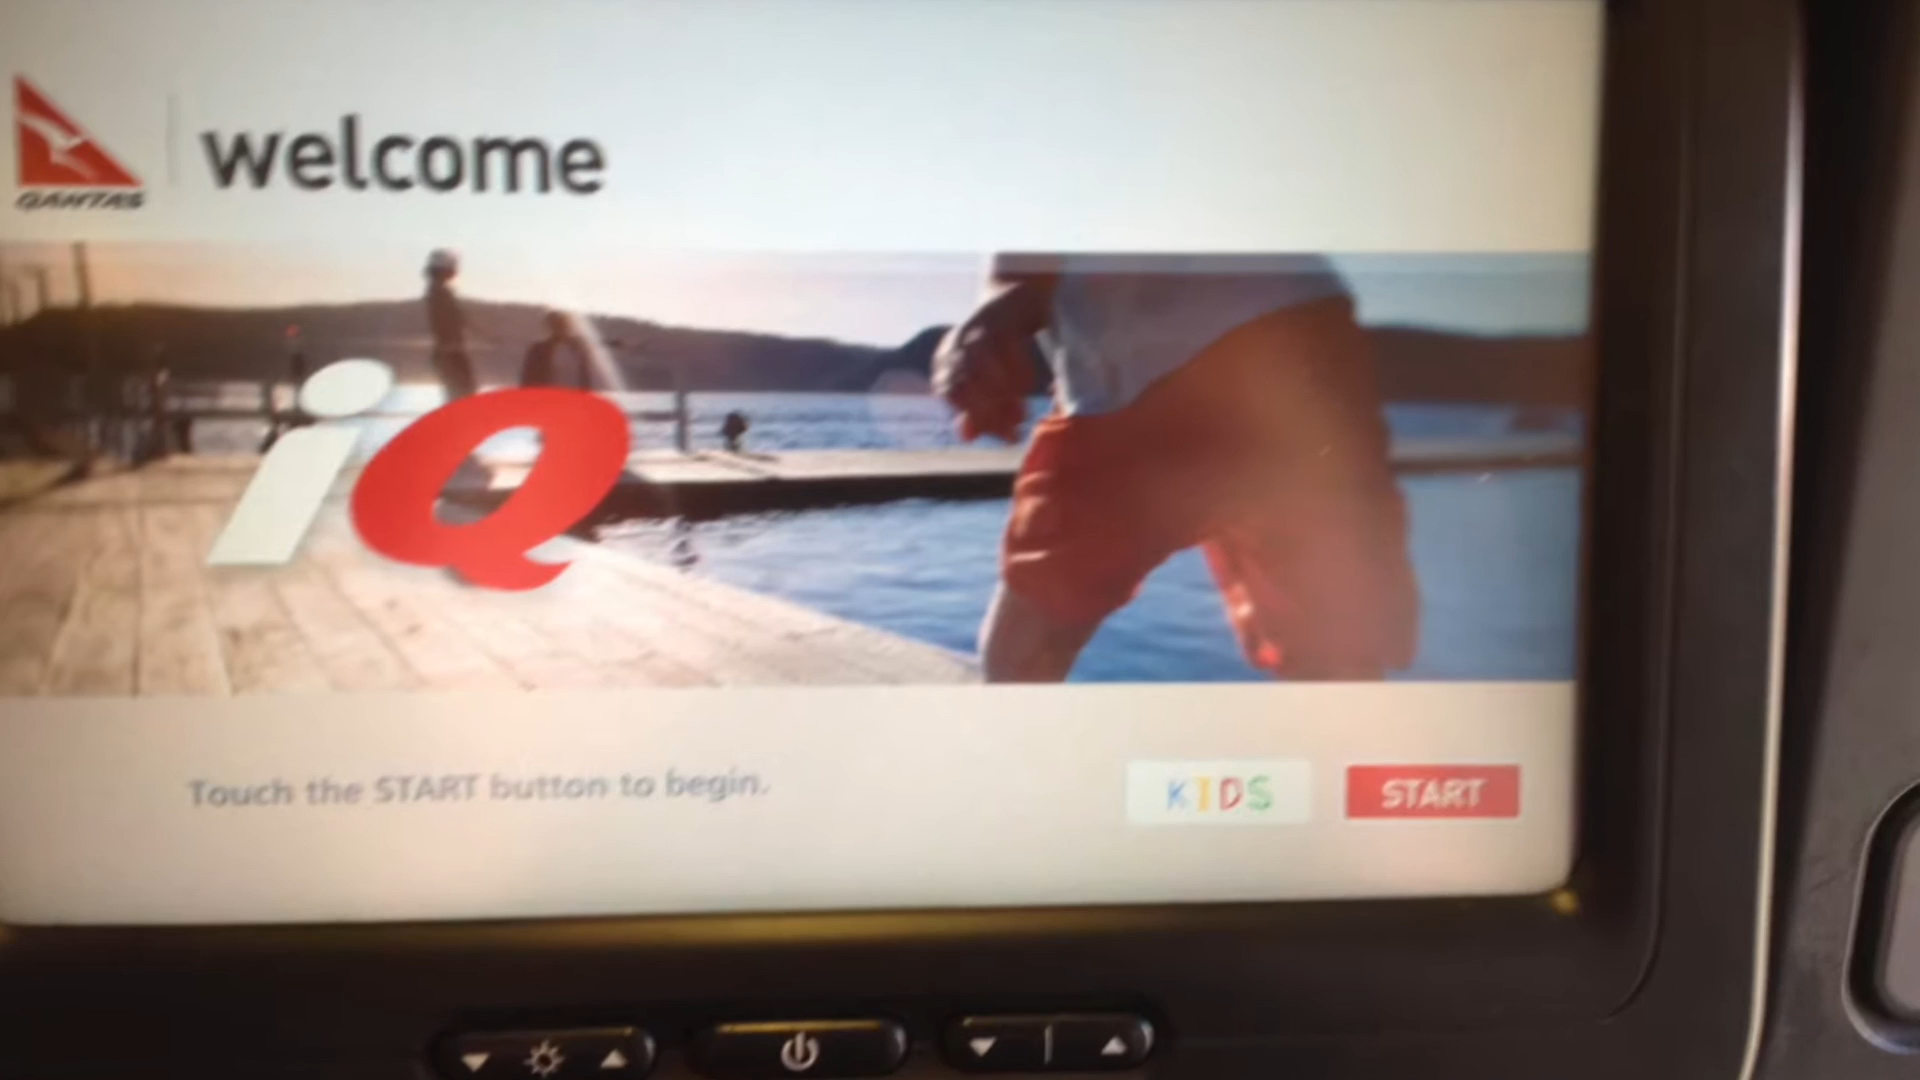 QANTAS
welcome
iQ
Touch the START button to begin.
KIDS
START